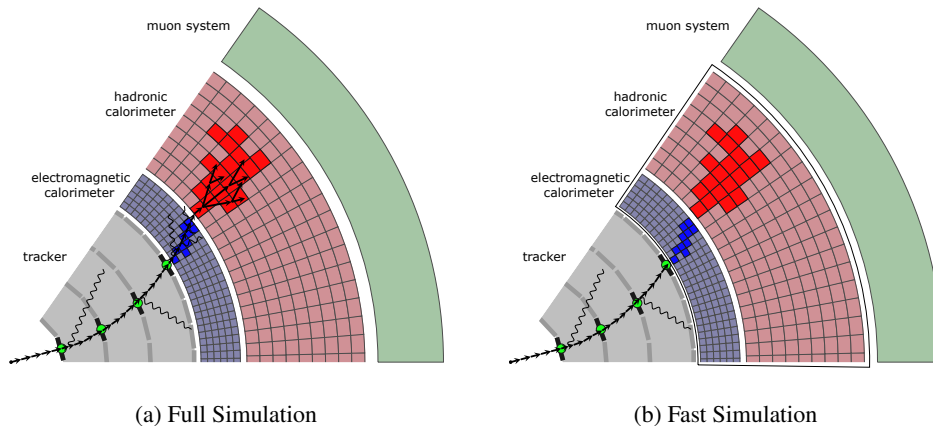 muon system
hadronic
calorimeter
electromagnetic
calorimeter
tracker
(a) Full Simulation
muon system
hadronic
calorimeter
electromagnetic
calorimeter
tracker
(b) Fast Simulation